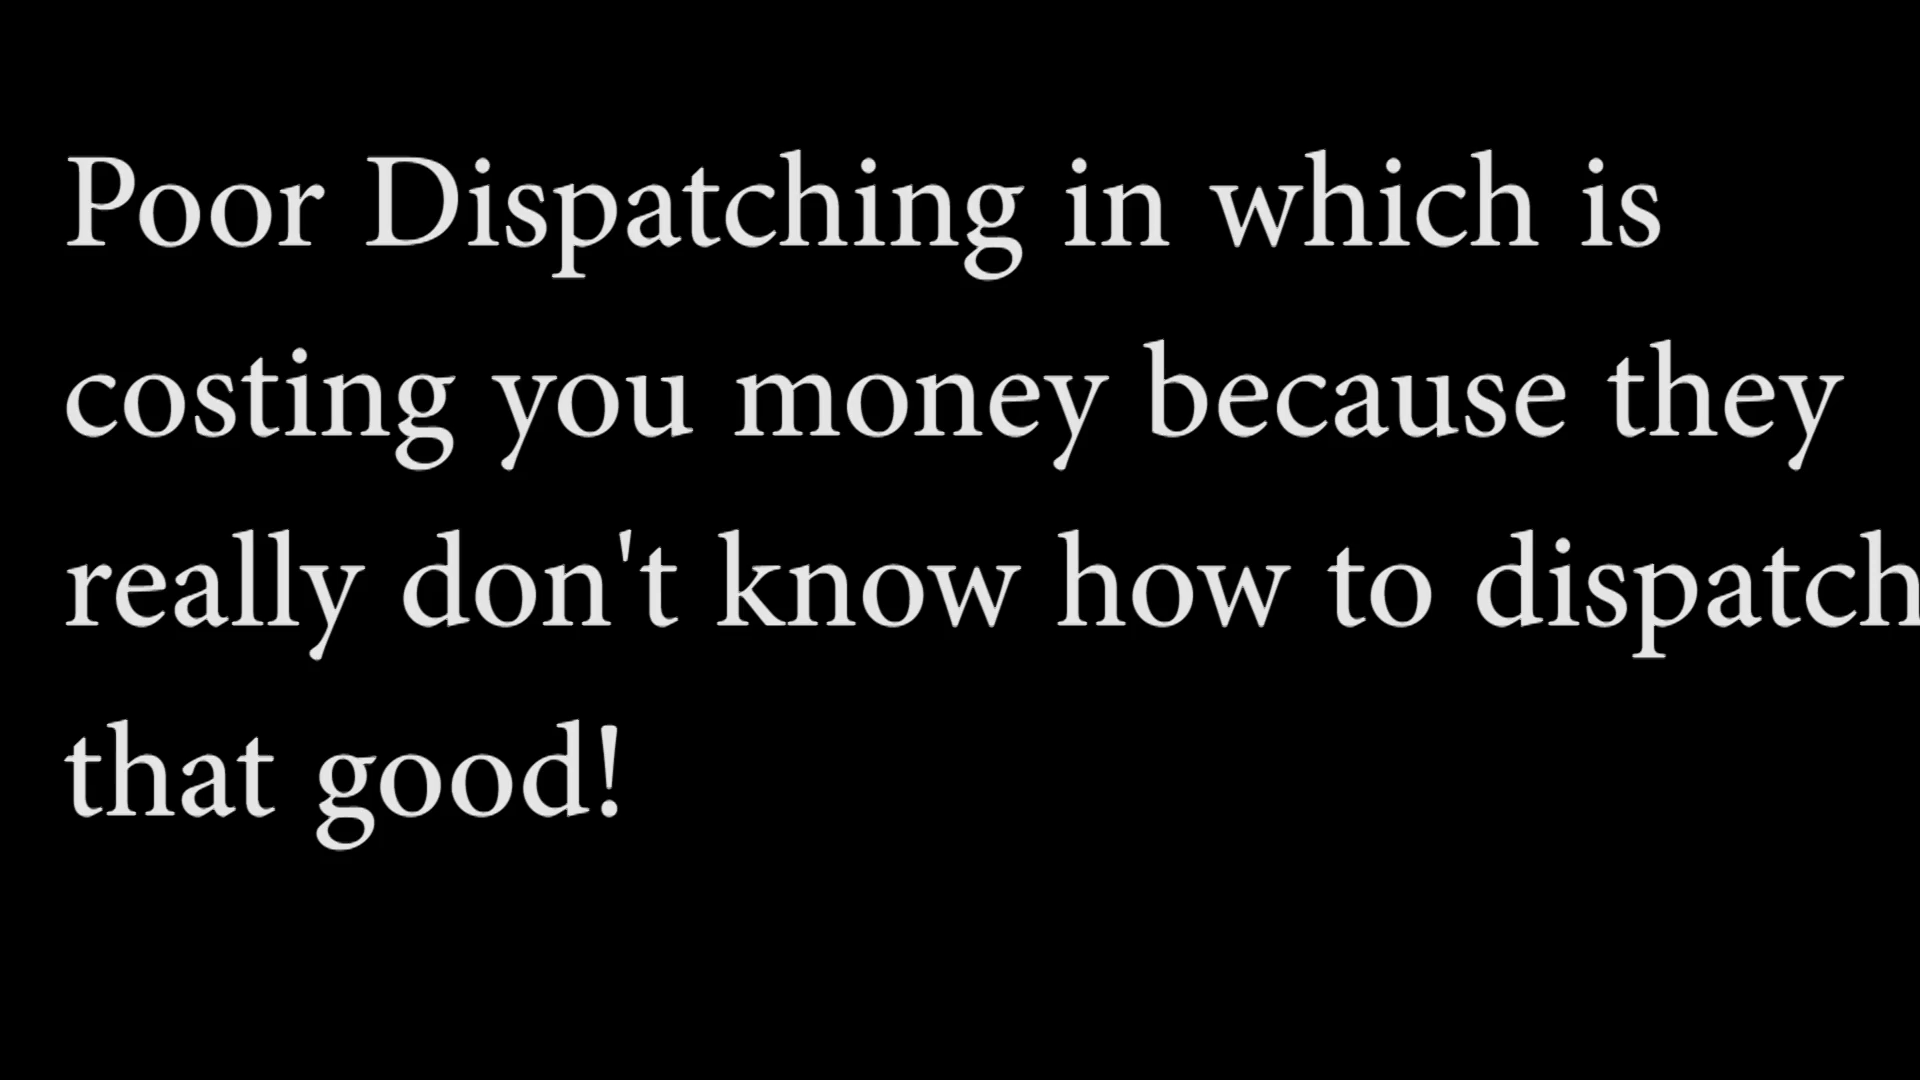 Poor Dispatching in which is
costing you money because they
really don't know how to dispatch
that good!